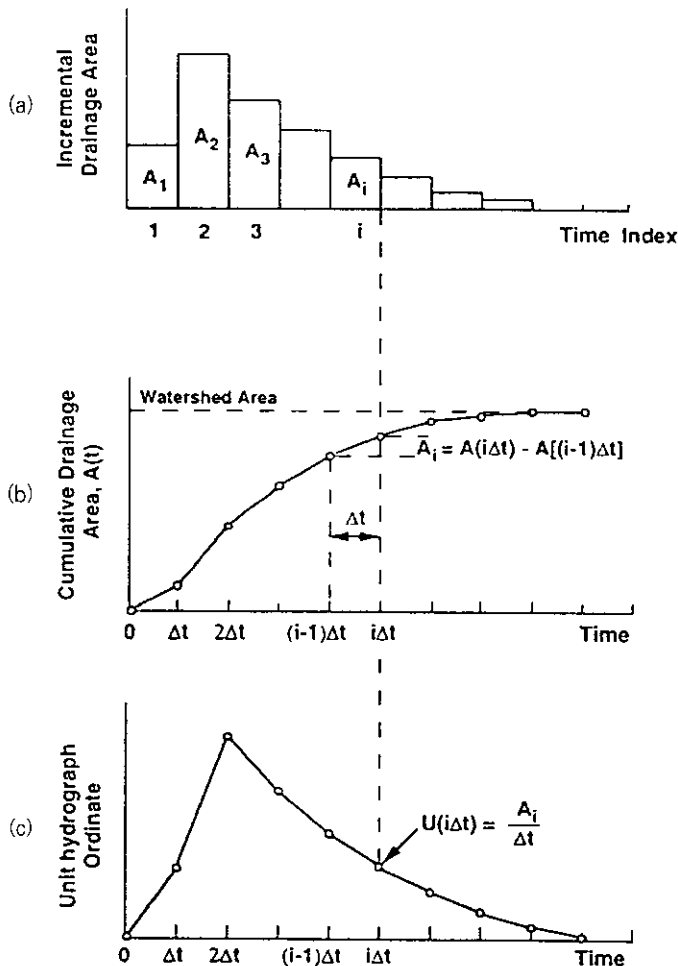 (a)
Incremental
Drainage Area
A₁
A₂
A₃
Aᵢ
1 2 3 i Time Index
(b)
Cumulative Drainage
Area, A(t)
Watershed Area
Aᵢ = A(iΔt) - A[(i-1)Δt]
Δt
0 Δt 2Δt (i-1)Δt iΔt Time
(c)
Unit hydrograph
Ordinate
U(iΔt) = Aᵢ / Δt
0 Δt 2Δt (i-1)Δt iΔt Time